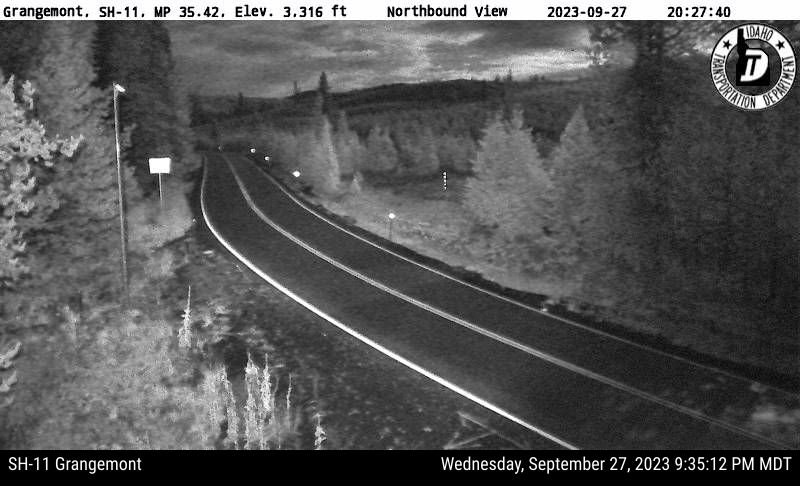 Grangemont, SH-11, MP 35.42, Elev. 3,316 ft Northbound View 2023-09-27 20:27:40
IDAHO
TRANSPORTATION DEPARTMENT
SH-11 Grangemont Wednesday, September 27, 2023 9:35:12 PM MDT